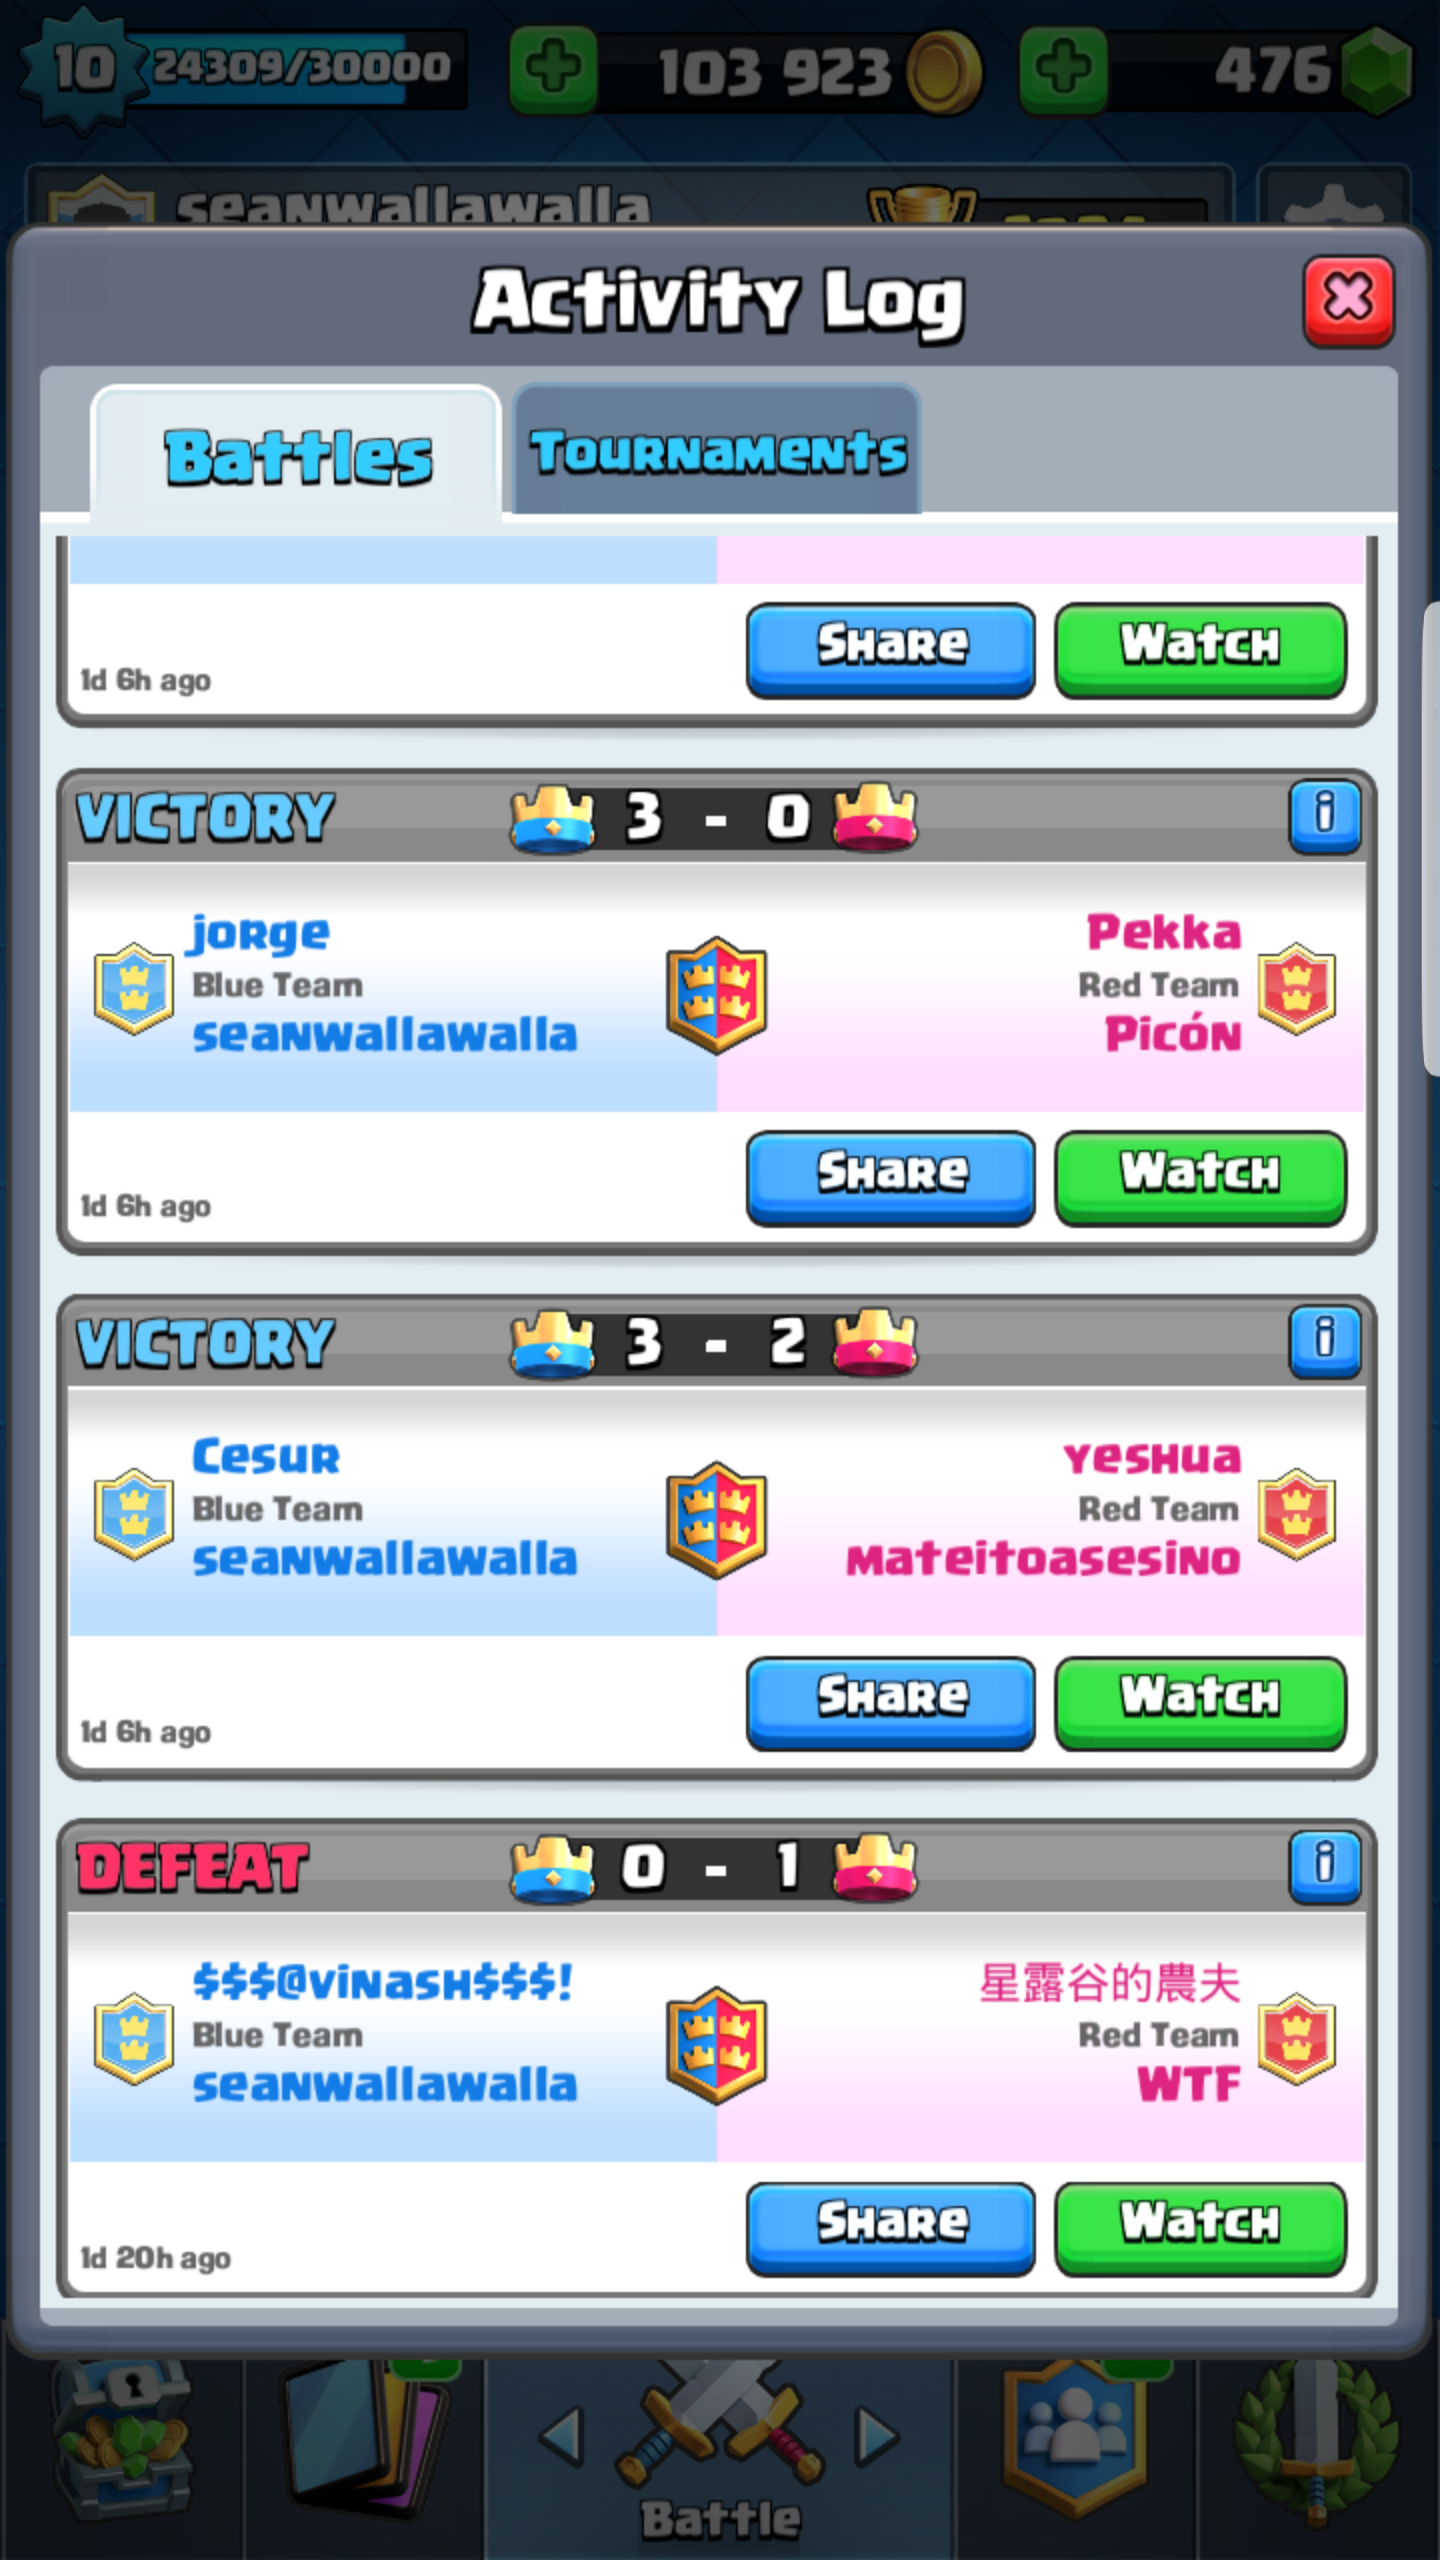 10 24309/30000 103 923 476
seanwallawalla
Activity Log
Battles Tournaments
Share Watch
1d 6h ago
VICTORY 3 - 0 i
jorge Pekka
Blue Team Red Team
seanwallawalla Picón
Share Watch
1d 6h ago
VICTORY 3 - 2 i
Cesur yeshua
Blue Team Red Team
seanwallawalla mateitoasesino
Share Watch
1d 6h ago
DEFEAT 0 - 1 i
$$$@vinash$$$! 星露谷的農夫
Blue Team Red Team
seanwallawalla WTF
Share Watch
1d 20h ago
Battle